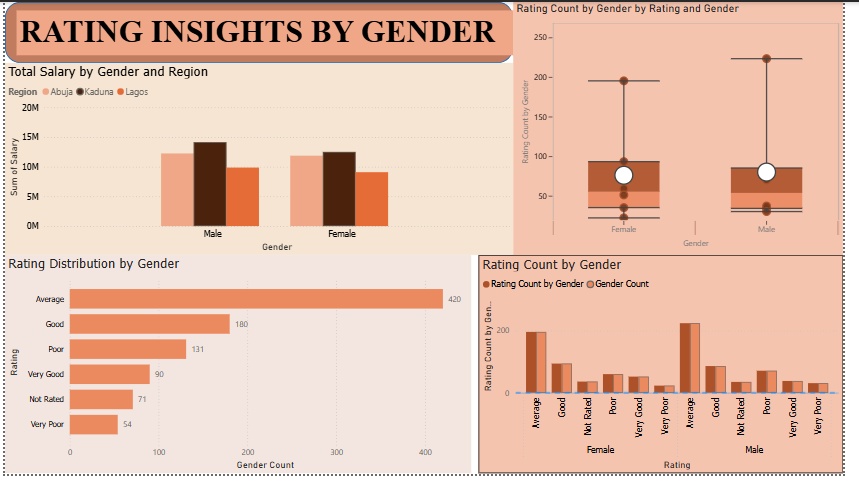 RATING INSIGHTS BY GENDER
Total Salary by Gender and Region
Region Abuja Kaduna Lagos
Sum of Salary
20M
15M
10M
5M
0M
Male Female
Gender
Rating Count by Gender by Rating and Gender
Rating Count by Gender
250
200
150
100
50
Female Male
Gender
Rating Distribution by Gender
Rating
Average 420
Good 180
Poor 131
Very Good 90
Not Rated 71
Very Poor 54
0 100 200 300 400
Gender Count
Rating Count by Gender
Rating Count by Gender Gender Count
Rating Count by Gen...
200
0
Average Good Not Rated Poor Very Good Very Poor Average Good Not Rated Poor Very Good Very Poor
Female Male
Rating